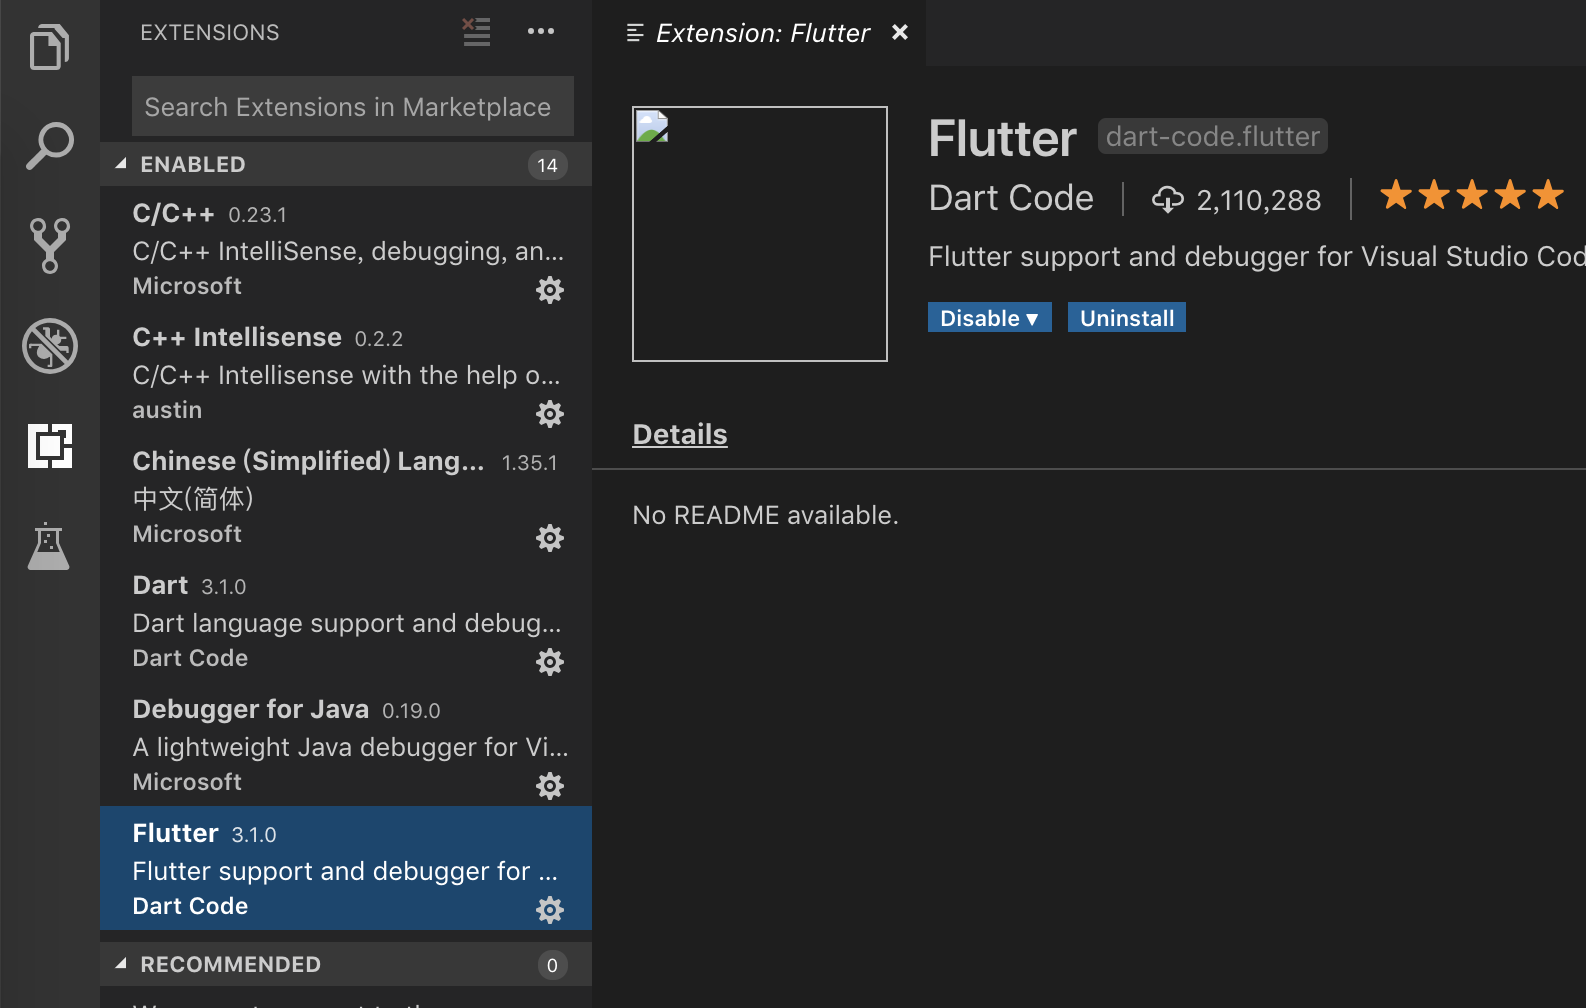 EXTENSIONS
Search Extensions in Marketplace
ENABLED 14
C/C++ 0.23.1
C/C++ IntelliSense, debugging, an...
Microsoft
C++ Intellisense 0.2.2
C/C++ Intellisense with the help o...
austin
Chinese (Simplified) Lang... 1.35.1
中文(简体)
Microsoft
Dart 3.1.0
Dart language support and debug...
Dart Code
Debugger for Java 0.19.0
A lightweight Java debugger for Vi...
Microsoft
Flutter 3.1.0
Flutter support and debugger for ...
Dart Code
RECOMMENDED 0
Extension: Flutter
Flutter dart-code.flutter
Dart Code 2,110,288
Flutter support and debugger for Visual Studio Cod
Disable ▾ Uninstall
Details
No README available.